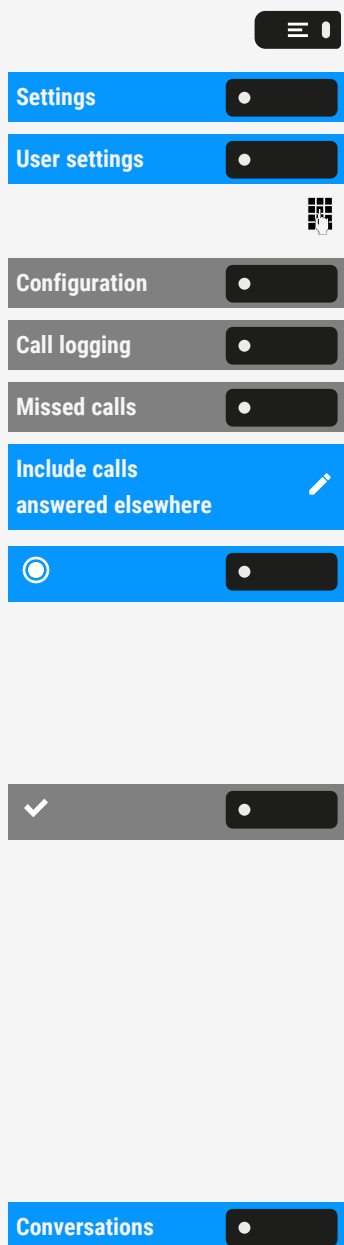 Settings
User settings
Configuration
Call logging
Missed calls
Include calls
answered elsewhere
Conversations